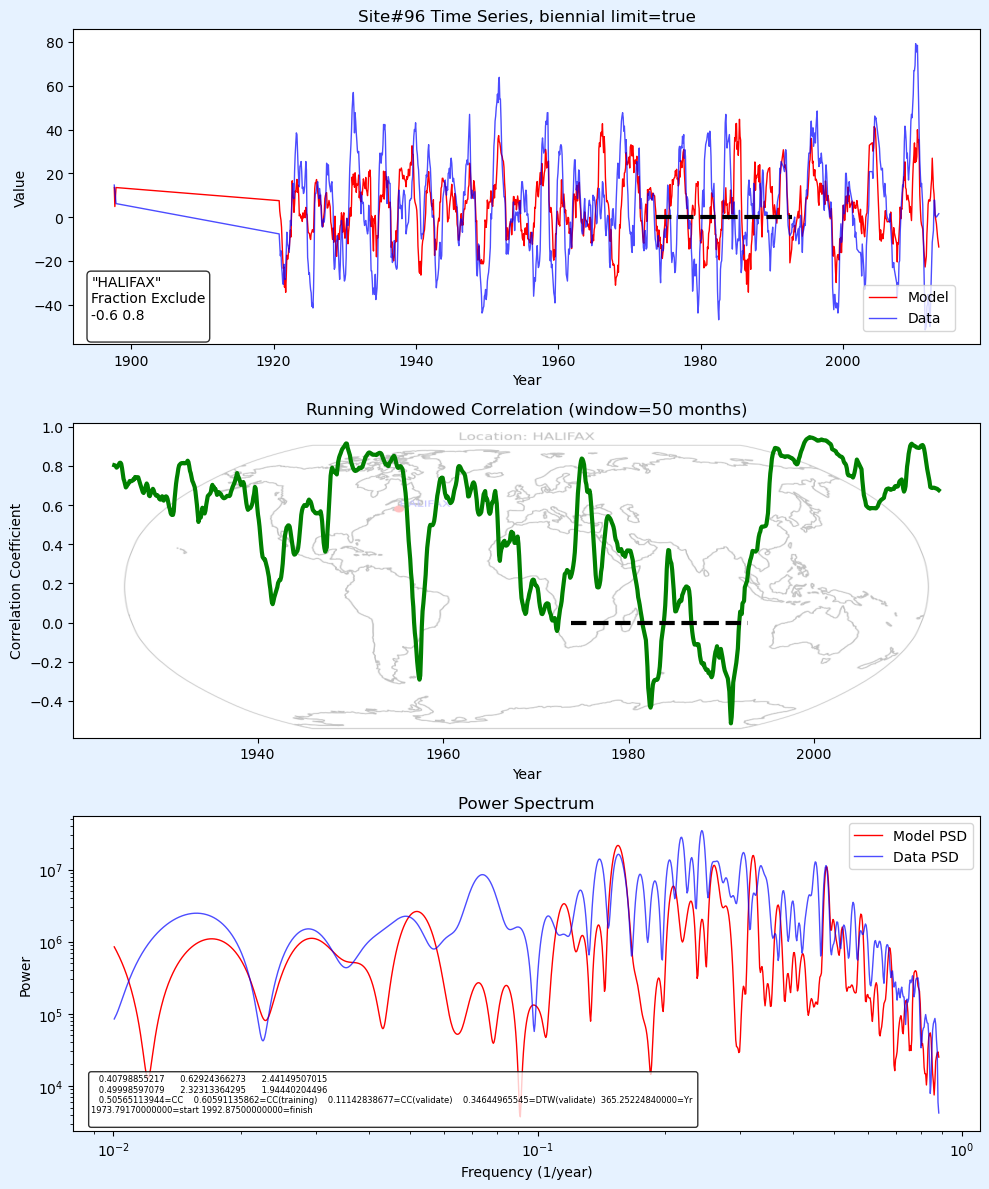 Site#96 Time Series, biennial limit=true
80
60
40
20
0
−20
−40
Value
"HALIFAX"
Fraction Exclude
-0.6 0.8
Model
Data
1900
1920
1940
1960
1980
2000
Year
Running Windowed Correlation (window=50 months)
Location: HALIFAX
HALIFAX
1.0
0.8
0.6
0.4
0.2
0.0
−0.2
−0.4
Correlation Coefficient
1940
1960
1980
2000
Year
Power Spectrum
Model PSD
Data PSD
10^7
10^6
10^5
10^4
Power
0.40798855217 0.62924366273 2.44149507015
0.49998597079 2.32313364295 1.94440204496
0.50565113944=CC 0.60591135862=CC(training) 0.11142838677=CC(validate) 0.34644965545=DTW(validate) 365.25224840000=Yr
1973.79170000000=start 1992.87500000000=finish
10^−2
10^−1
10^0
Frequency (1/year)